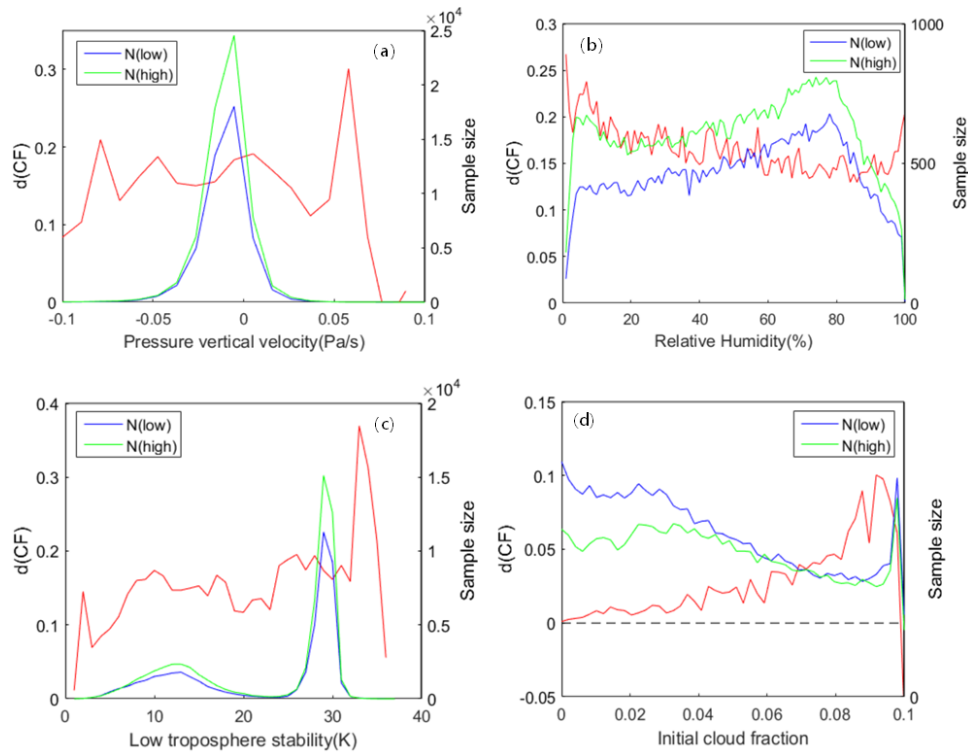 ×10⁴
2.5
2
1.5
1
0.5
0
Sample size
0.3
0.2
0.1
0
d(CF)
N(low)
N(high)
(a)
-0.1
-0.05
0
0.05
0.1
Pressure vertical velocity(Pa/s)
0.3
0.25
0.2
0.15
0.1
0.05
0
d(CF)
(b)
N(low)
N(high)
1000
500
0
Sample size
0
20
40
60
80
100
Relative Humidity(%)
×10⁴
2
1.5
1
0.5
0
Sample size
0.4
0.3
0.2
0.1
0
d(CF)
N(low)
N(high)
(c)
0
10
20
30
40
Low troposphere stability(K)
0.15
0.1
0.05
0
-0.05
d(CF)
(d)
N(low)
N(high)
Sample size
0
0
0.02
0.04
0.06
0.08
0.1
Initial cloud fraction